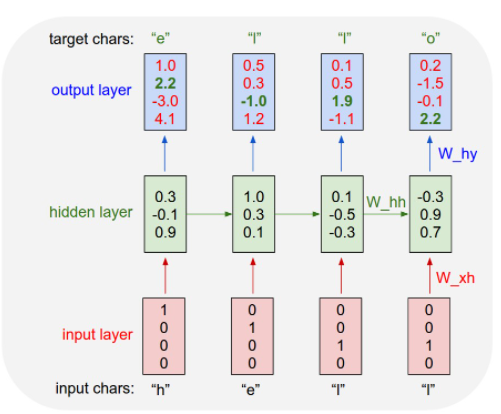 target chars: “e” “l” “l” “o”
output layer
1.0 0.5 0.1 0.2
2.2 0.3 0.5 -1.5
-3.0 -1.0 1.9 -0.1
4.1 1.2 -1.1 2.2
W_hy
hidden layer
0.3 1.0 0.1 -0.3
-0.1 0.3 -0.5 0.9
0.9 0.1 -0.3 0.7
W_hh
W_xh
input layer
1 0 0 0
0 1 0 0
0 0 1 1
0 0 0 0
input chars: “h” “e” “l” “l”